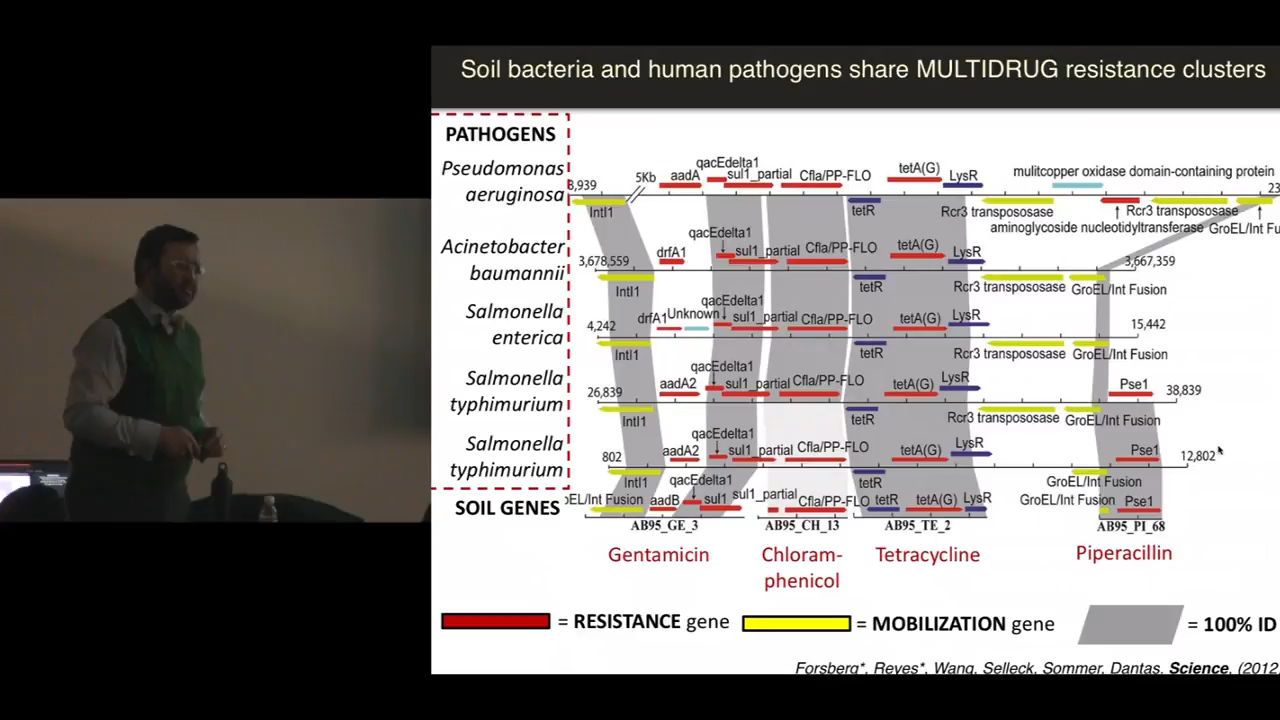 Soil bacteria and human pathogens share MULTIDRUG resistance clusters
PATHOGENS
Pseudomonas
aeruginosa
8,939
5Kb
aadA
qacEdelta1
sul1_partial
Cfla/PP-FLO
tetA(G)
LysR
mulitcopper oxidase domain-containing protein
23
IntI1
tetR
Rcr3 transpososase
Rcr3 transpososase
aminoglycoside nucleotidyltransferase
GroEL/Int Fu
Acinetobacter
baumannii
3,678,559
drfA1
qacEdelta1
sul1_partial
Cfla/PP-FLO
tetA(G)
LysR
3,667,359
IntI1
tetR
Rcr3 transpososase
GroEL/Int Fusion
Salmonella
enterica
4,242
drfA1
Unknown
qacEdelta1
sul1_partial
Cfla/PP-FLO
tetA(G)
LysR
15,442
IntI1
tetR
Rcr3 transpososase
GroEL/Int Fusion
Salmonella
typhimurium
26,839
aadA2
qacEdelta1
sul1_partial
Cfla/PP-FLO
tetA(G)
LysR
Pse1
38,839
IntI1
tetR
Rcr3 transpososase
GroEL/Int Fusion
Salmonella
typhimurium
802
aadA2
qacEdelta1
sul1_partial
Cfla/PP-FLO
tetA(G)
LysR
Pse1
12,802
IntI1
tetR
GroEL/Int Fusion
SOIL GENES
oEL/Int Fusion
aadB
qacEdelta1
sul1
sul1_partial
Cfla/PP-FLO
tetR
tetA(G)
LysR
GroEL/Int Fusion
Pse1
AB95_GE_3
AB95_CH_13
AB95_TE_2
AB95_PI_68
Gentamicin
Chloram-
phenicol
Tetracycline
Piperacillin
= RESISTANCE gene
= MOBILIZATION gene
= 100% ID
Forsberg*, Reyes*, Wang, Selleck, Sommer, Dantas, Science, (2012